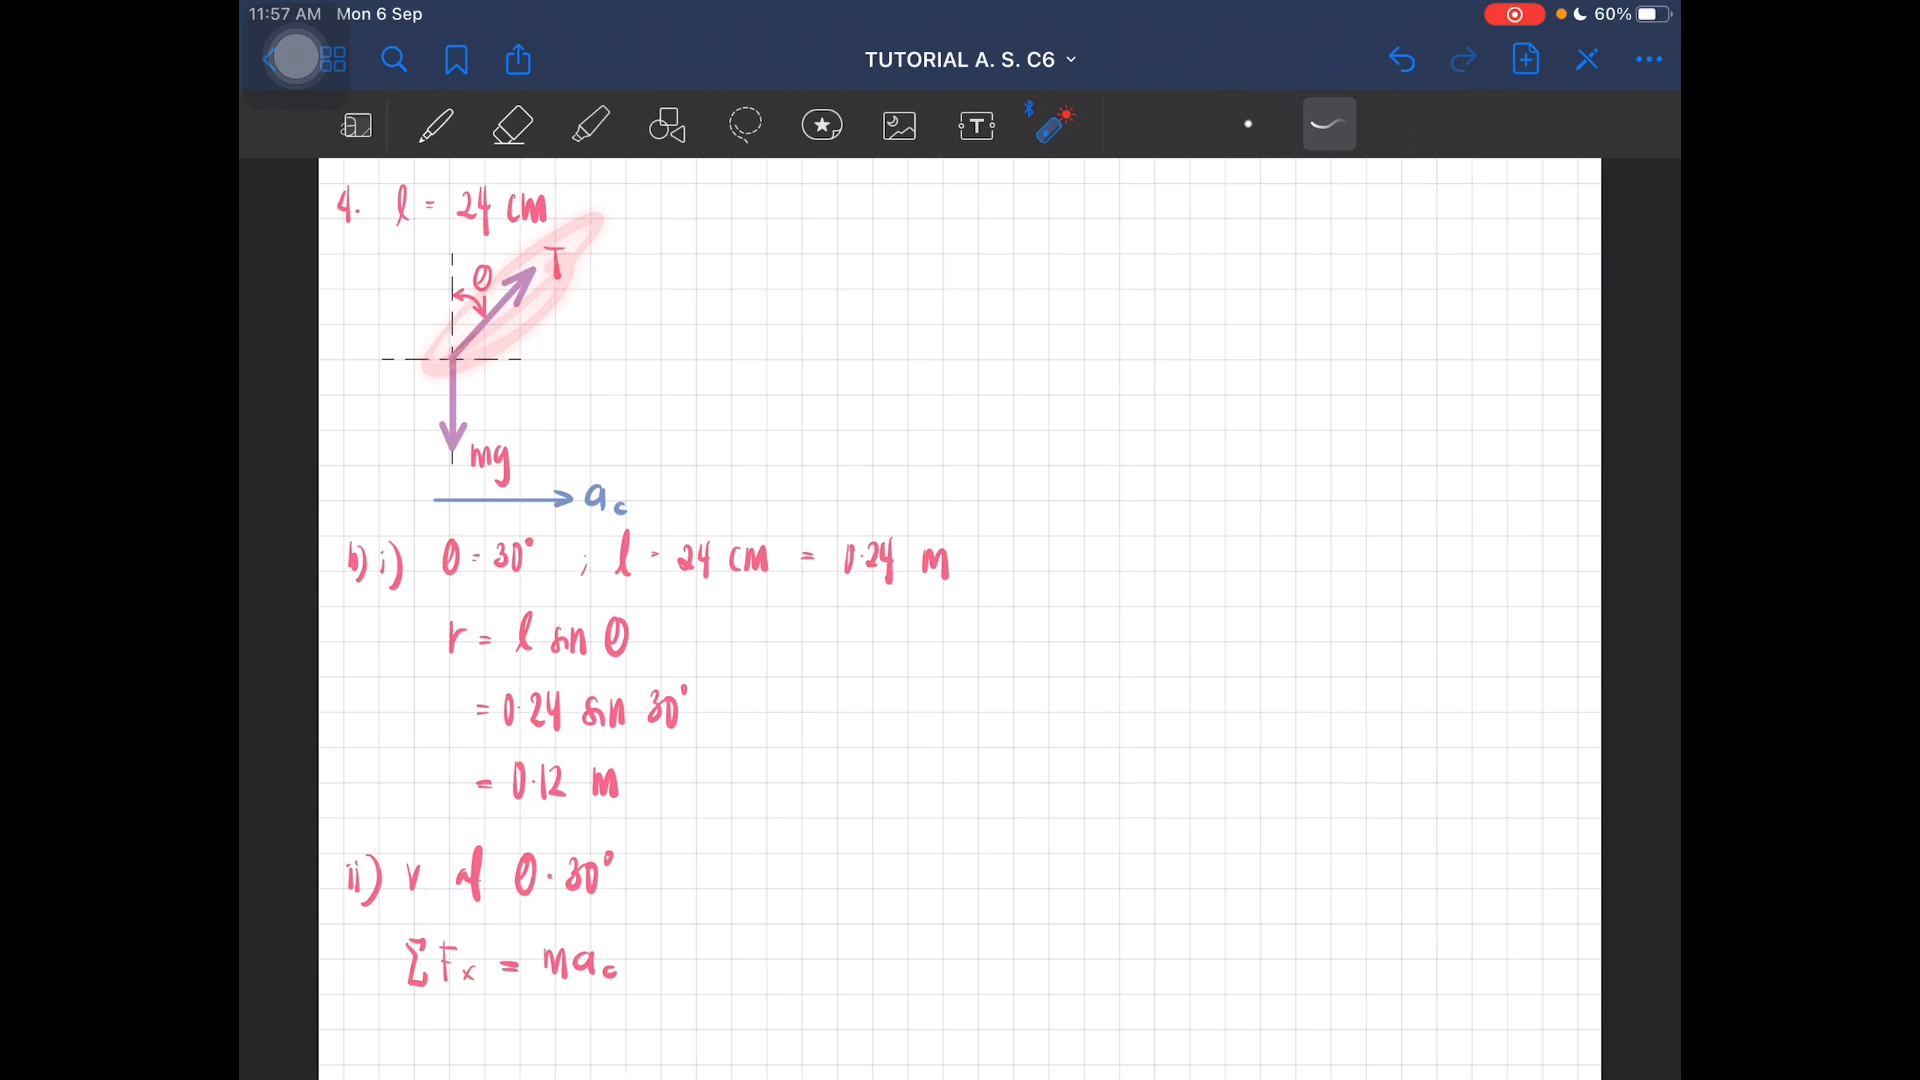 11:57 AM Mon 6 Sep
60%
TUTORIAL A. S. C6
4. l = 24 cm
θ
T
mg
a_c
b) i) θ = 30° ; l = 24 cm = 0.24 m
r = l sin θ
= 0.24 sin 30°
= 0.12 m
ii) v at θ = 30°
ΣF_x = ma_c